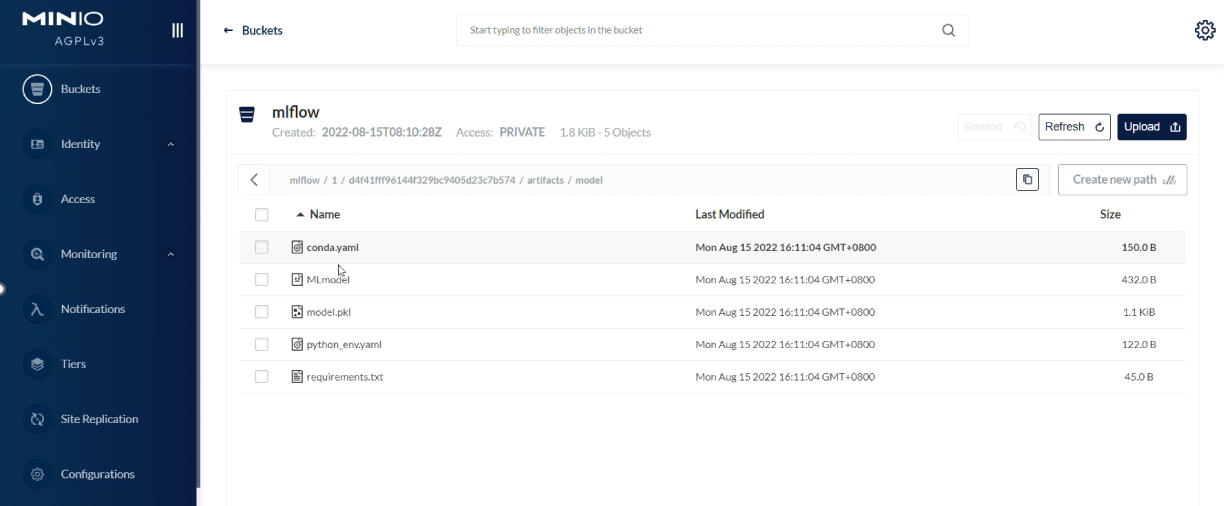 MINIO
AGPLv3
Buckets
Identity
Access
Monitoring
Notifications
Tiers
Site Replication
Configurations
← Buckets
Start typing to filter objects in the bucket
mlflow
Created: 2022-08-15T08:10:28Z Access: PRIVATE 1.8 KiB - 5 Objects
Rewind
Refresh
Upload
mlflow / 1 / d4f41fff96144f329bc9405d23c7b574 / artifacts / model
Create new path
Name Last Modified Size
conda.yaml Mon Aug 15 2022 16:11:04 GMT+0800 150.0 B
MLmodel Mon Aug 15 2022 16:11:04 GMT+0800 432.0 B
model.pkl Mon Aug 15 2022 16:11:04 GMT+0800 1.1 KiB
python_env.yaml Mon Aug 15 2022 16:11:04 GMT+0800 122.0 B
requirements.txt Mon Aug 15 2022 16:11:04 GMT+0800 45.0 B